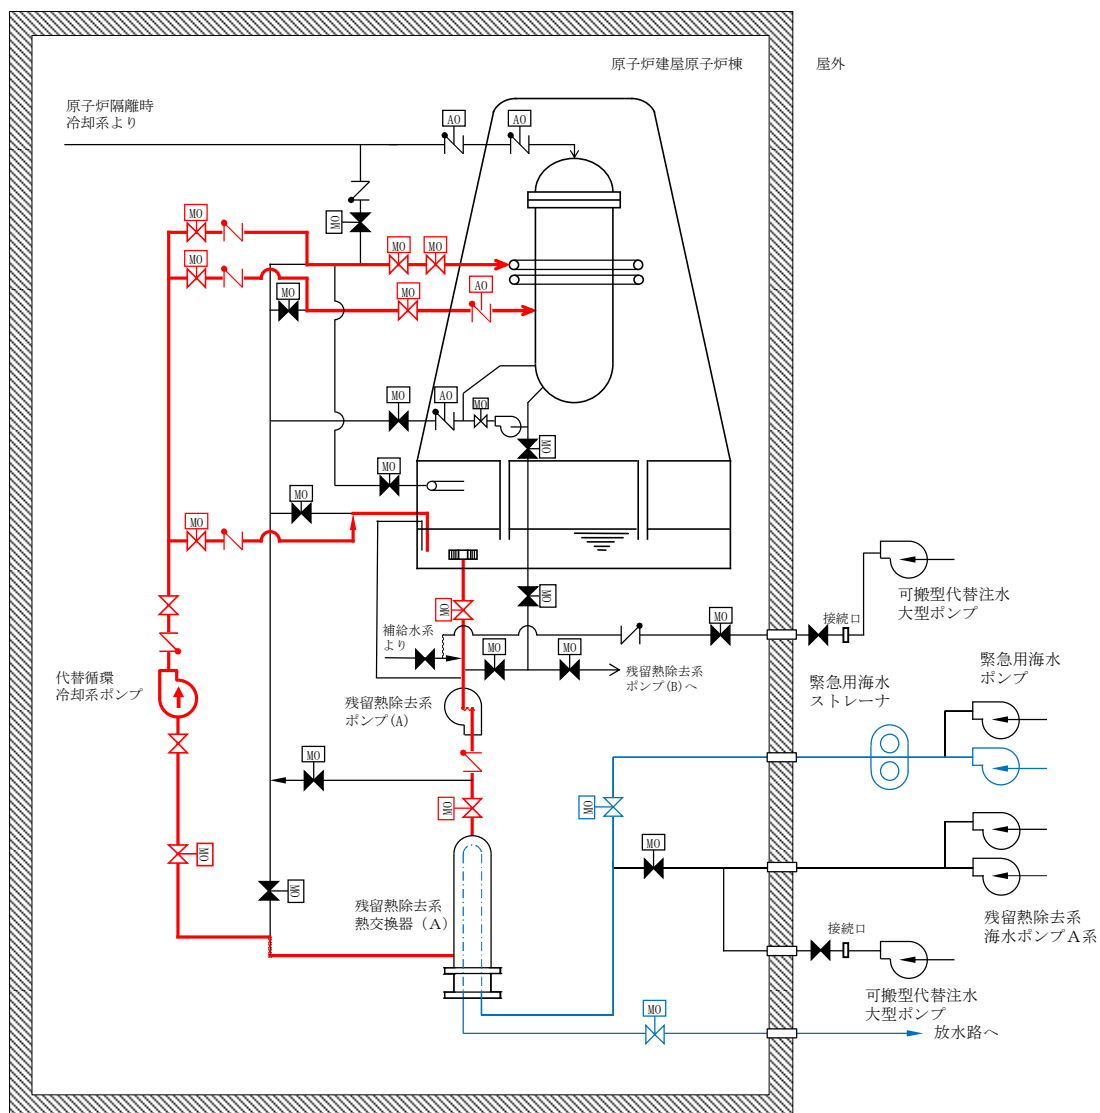 原子炉建屋原子炉棟
屋外
原子炉隔離時
冷却系より
AO
AO
MO
MO
MO
MO
MO
MO
AO
MO
MO
MO
AO
MO
MO
MO
MO
MO
可搬型代替注水
大型ポンプ
接続口
MO
MO
MO
補給水系
より
MO
MO
残留熱除去系
ポンプ(B)へ
緊急用海水
ポンプ
緊急用海水
ストレーナ
代替循環
冷却系ポンプ
残留熱除去系
ポンプ(A)
MO
MO
MO
MO
MO
MO
残留熱除去系
熱交換器（A）
残留熱除去系
海水ポンプA系
接続口
可搬型代替注水
大型ポンプ
MO
放水路へ